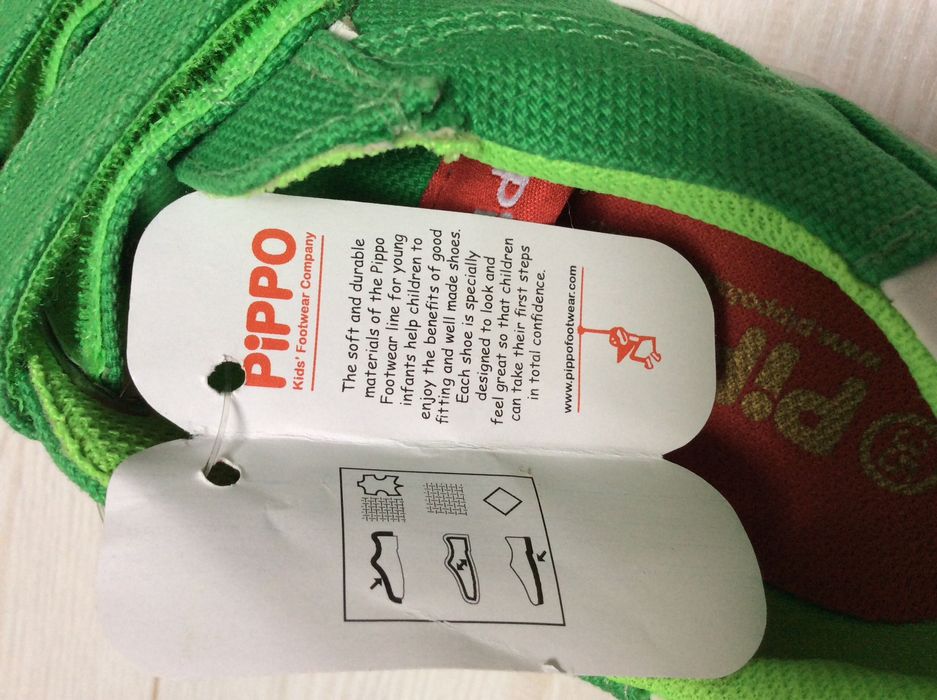 PiPPO
Kids' Footwear Company
The soft and durable
materials of the Pippo
Footwear line for young
infants help children to
enjoy the benefits of good
fitting and well made shoes.
Each shoe is specially
designed to look and
feel great so that children
can take their first steps
in total confidence.
www.pippofootwear.com